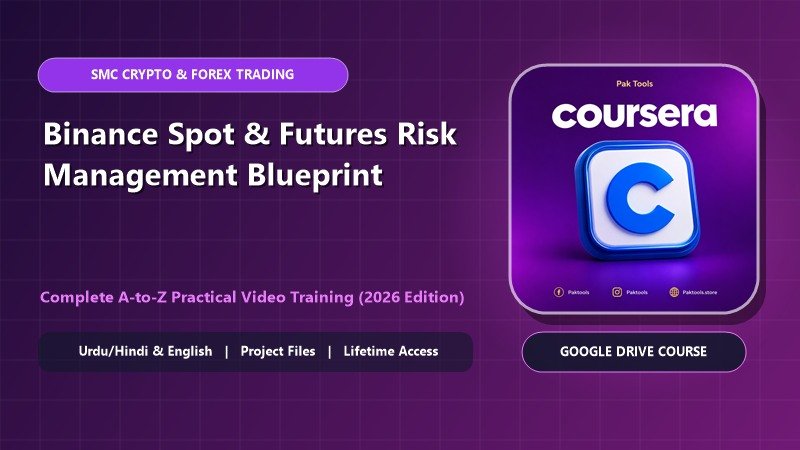 SMC CRYPTO & FOREX TRADING
Binance Spot & Futures Risk
Management Blueprint
Complete A-to-Z Practical Video Training (2026 Edition)
Urdu/Hindi & English | Project Files | Lifetime Access
Pak Tools
coursera
C
Paktools
Paktools
Paktools.store
GOOGLE DRIVE COURSE